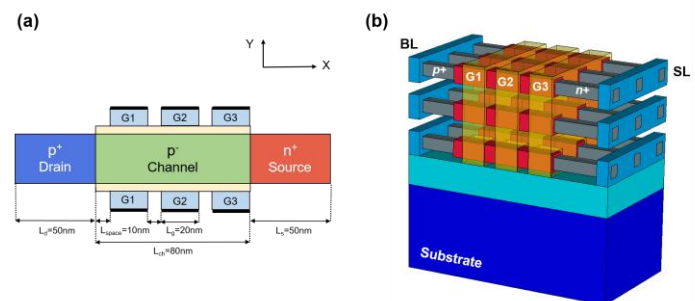 (a)
Y
X
G1 G2 G3
p+ p- n+
Drain Channel Source
G1 G2 G3
Ld=50nm Lspace=10nm Lg=20nm Ls=50nm
Lch=80nm
(b)
BL
SL
p+ G1 G2 G3 n+
Substrate